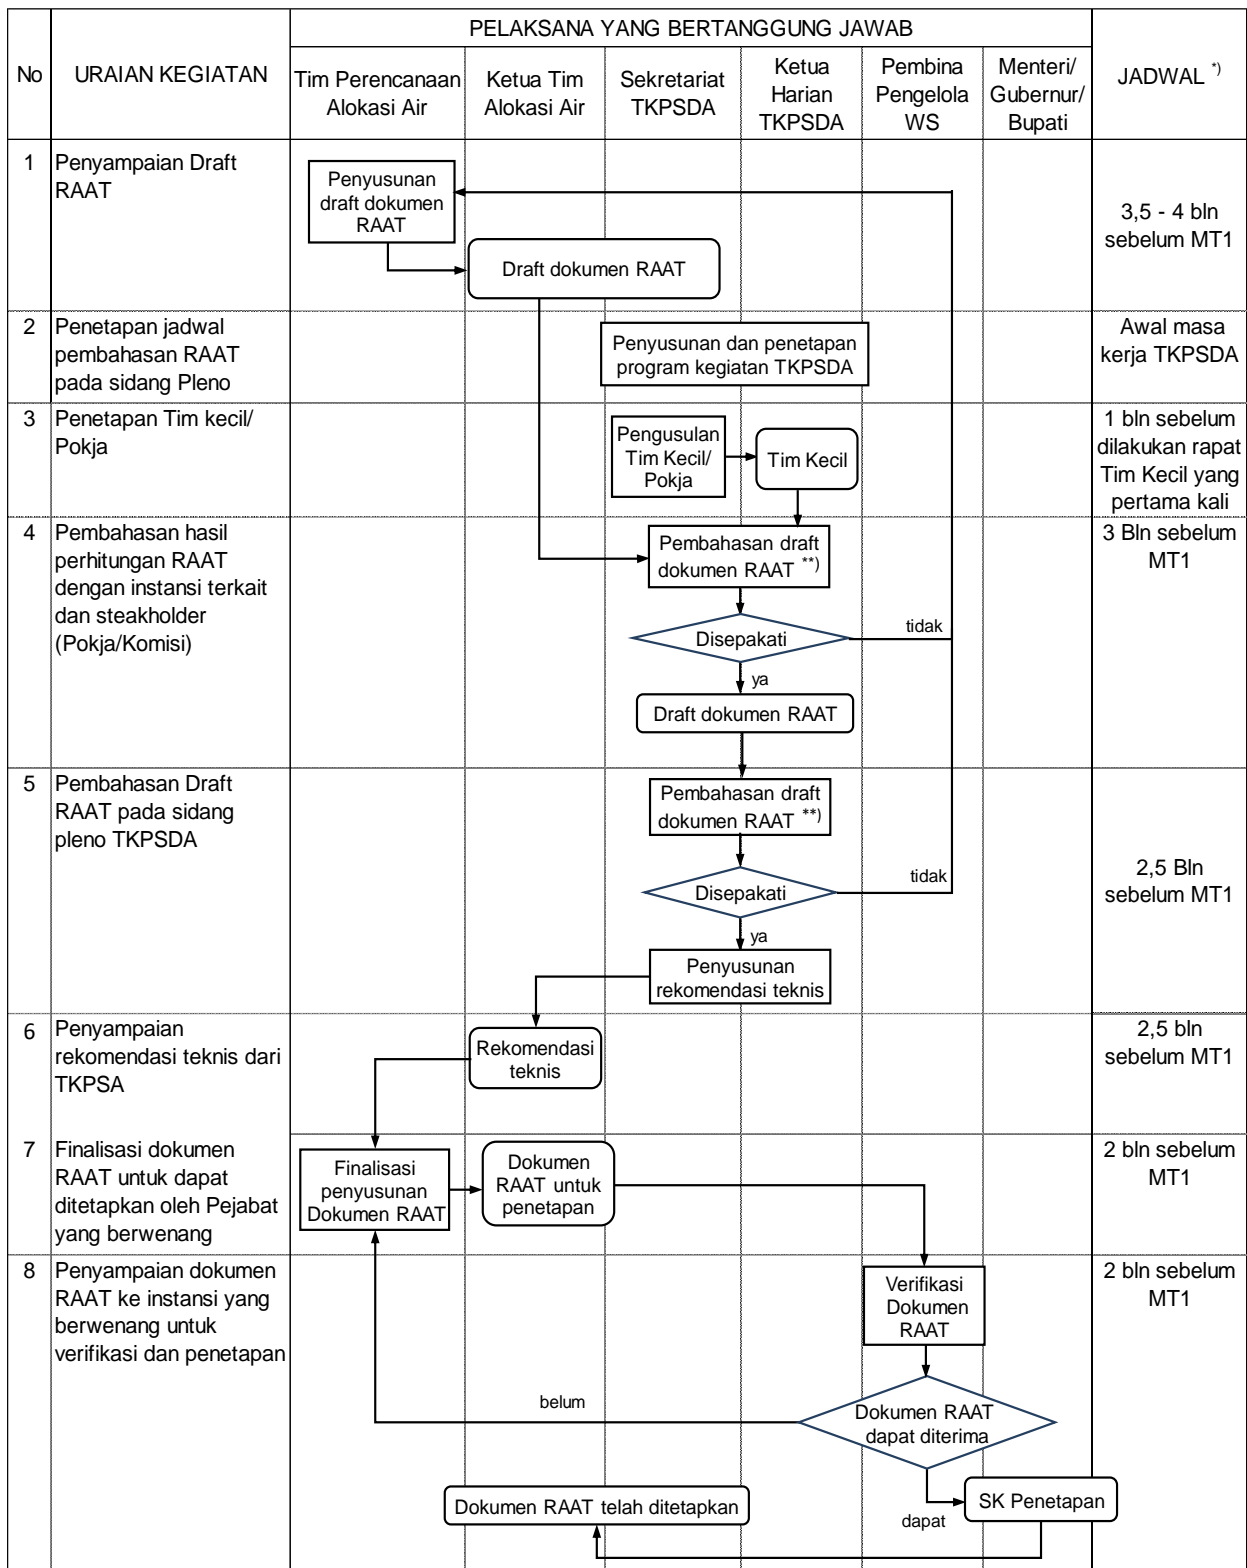 PELAKSANA YANG BERTANGGUNG JAWAB
No
URAIAN KEGIATAN
Tim Perencanaan
Alokasi Air
Ketua Tim
Alokasi Air
Sekretariat
TKPSDA
Ketua
Harian
TKPSDA
Pembina
Pengelola
WS
Menteri/
Gubernur/
Bupati
JADWAL *)
1
Penyampaian Draft
RAAT
Penyusunan
draft dokumen
RAAT
Draft dokumen RAAT
3,5 - 4 bln
sebelum MT1
2
Penetapan jadwal
pembahasan RAAT
pada sidang Pleno
Penyusunan dan penetapan
program kegiatan TKPSDA
Awal masa
kerja TKPSDA
3
Penetapan Tim kecil/
Pokja
Pengusulan
Tim Kecil/
Pokja
Tim Kecil
1 bln sebelum
dilakukan rapat
Tim Kecil yang
pertama kali
4
Pembahasan hasil
perhitungan RAAT
dengan instansi terkait
dan steakholder
(Pokja/Komisi)
Pembahasan draft
dokumen RAAT **)
Disepakati
tidak
ya
Draft dokumen RAAT
3 Bln sebelum
MT1
5
Pembahasan Draft
RAAT pada sidang
pleno TKPSDA
Pembahasan draft
dokumen RAAT **)
Disepakati
tidak
ya
Penyusunan
rekomendasi teknis
2,5 Bln
sebelum MT1
6
Penyampaian
rekomendasi teknis dari
TKPSA
Rekomendasi
teknis
2,5 bln
sebelum MT1
7
Finalisasi dokumen
RAAT untuk dapat
ditetapkan oleh Pejabat
yang berwenang
Finalisasi
penyusunan
Dokumen RAAT
Dokumen
RAAT untuk
penetapan
2 bln sebelum
MT1
8
Penyampaian dokumen
RAAT ke instansi yang
berwenang untuk
verifikasi dan penetapan
Verifikasi
Dokumen
RAAT
belum
Dokumen RAAT
dapat diterima
dapat
SK Penetapan
Dokumen RAAT telah ditetapkan
2 bln sebelum
MT1